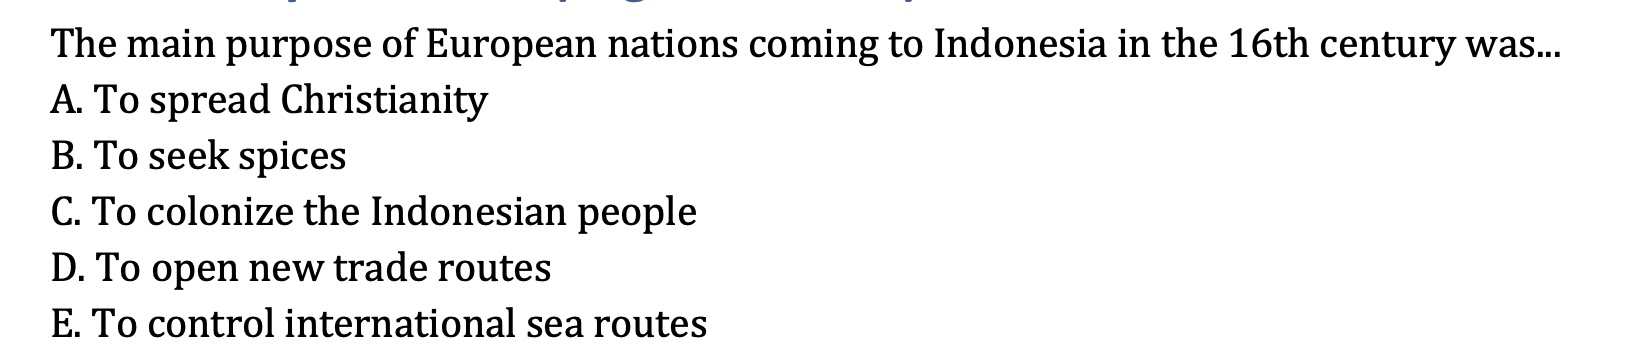 The main purpose of European nations coming to Indonesia in the 16th century was...
A. To spread Christianity
B. To seek spices
C. To colonize the Indonesian people
D. To open new trade routes
E. To control international sea routes